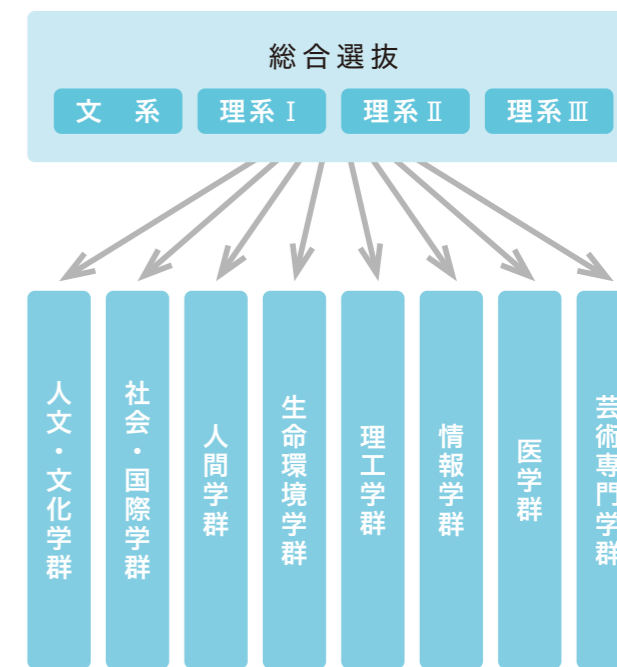 総合選抜
文 系
理系Ⅰ
理系Ⅱ
理系Ⅲ
人文・文化学群
社会・国際学群
人間学群
生命環境学群
理工学群
情報学群
医学群
芸術専門学群